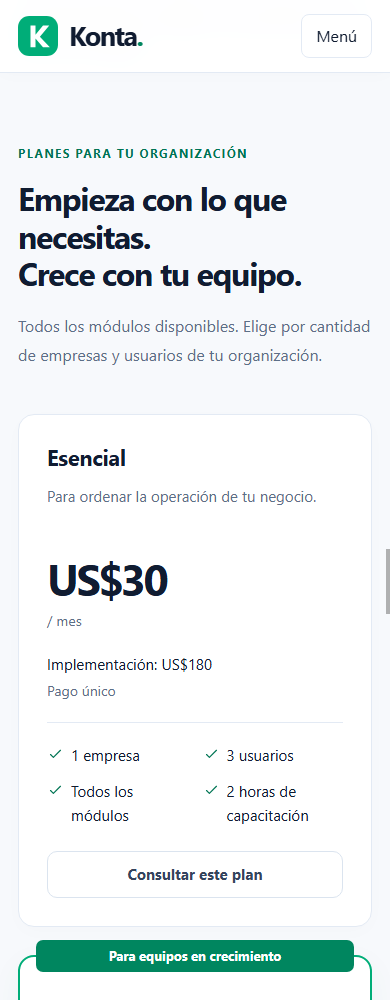 K Konta.
Menú
PLANES PARA TU ORGANIZACIÓN
Empieza con lo que
necesitas.
Crece con tu equipo.
Todos los módulos disponibles. Elige por cantidad
de empresas y usuarios de tu organización.
Esencial
Para ordenar la operación de tu negocio.
US$30
/ mes
Implementación: US$180
Pago único
1 empresa
3 usuarios
Todos los
módulos
2 horas de
capacitación
Consultar este plan
Para equipos en crecimiento